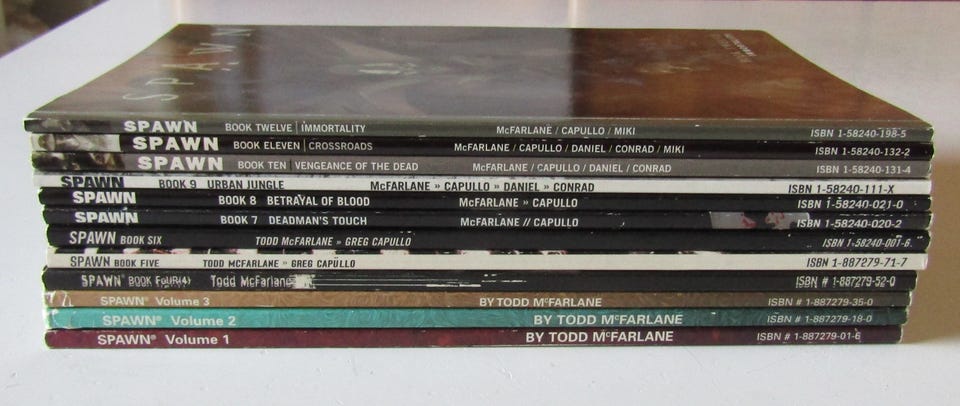 SPAWN
SPAWN BOOK TWELVE | IMMORTALITY McFARLANE / CAPULLO / MIKI ISBN 1-58240-198-5
SPAWN BOOK ELEVEN | CROSSROADS McFARLANE / CAPULLO / DANIEL / CONRAD / MIKI ISBN 1-58240-132-2
SPAWN BOOK TEN | VENGEANCE OF THE DEAD McFARLANE / CAPULLO / DANIEL / CONRAD ISBN 1-58240-131-4
SPAWN BOOK 9 URBAN JUNGLE McFARLANE » CAPULLO » DANIEL » CONRAD ISBN 1-58240-111-X
SPAWN BOOK 8 BETRAYAL OF BLOOD McFARLANE » CAPULLO ISBN 1-58240-021-0
SPAWN BOOK 7 DEADMAN'S TOUCH McFARLANE // CAPULLO ISBN 1-58240-020-2
SPAWN BOOK SIX TODD McFARLANE » GREG CAPULLO ISBN 1-58240-001-6
SPAWN BOOK FIVE TODD McFARLANE » GREG CAPULLO ISBN 1-887279-71-7
SPAWN® BOOK FOUR(4) Todd McFarlane ISBN # 1-887279-52-0
SPAWN® Volume 3 BY TODD McFARLANE ISBN # 1-887279-35-0
SPAWN® Volume 2 BY TODD McFARLANE ISBN # 1-887279-18-0
SPAWN® Volume 1 BY TODD McFARLANE ISBN # 1-887279-01-6